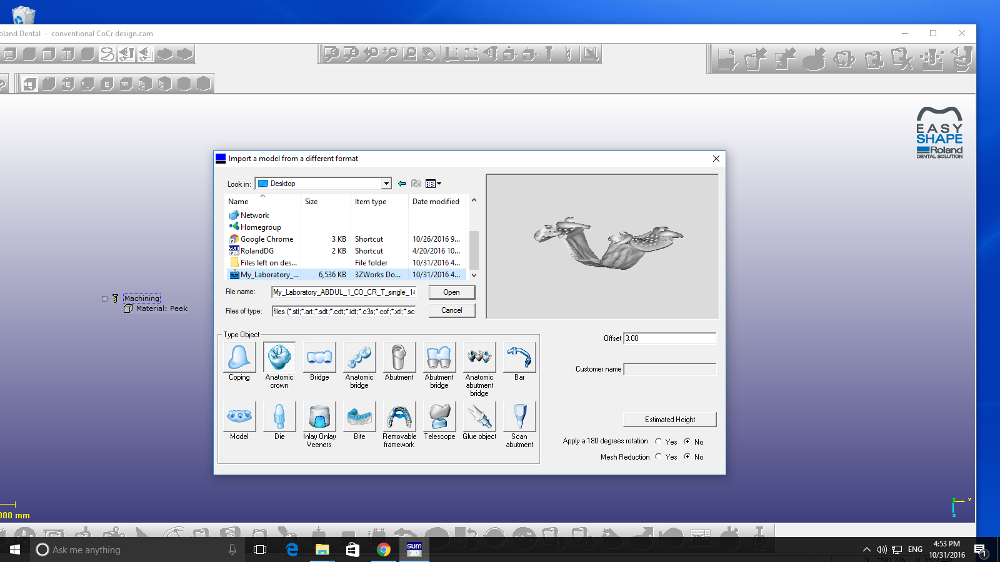 oland Dental - conventional CoCr design.cam
EASY
SHAPE
Roland
DENTAL SOLUTION
Import a model from a different format
Look in: Desktop
Name Size Item type Date modified
Network
Homegroup
Google Chrome 3 KB Shortcut 10/26/2016 9...
RolandDG 2 KB Shortcut 4/20/2016 10...
Files left on des... File folder 10/31/2016 4...
My_Laboratory_... 6,536 KB 3ZWorks Do... 10/31/2016 4...
File name: My_Laboratory_ABDUL_1_CO_CR_T_single_14 Open
Files of type: files (*.stl;*.art;*.sdt;*.cdt;*.idt;*.c3s;*.cof;*.xtl;*.sc Cancel
Machining
Material: Peek
Type Object
Coping
Anatomic crown
Bridge
Anatomic bridge
Abutment
Abutment bridge
Anatomic abutment bridge
Bar
Model
Die
Inlay Onlay Veeners
Bite
Removable framework
Telescope
Glue object
Scan abutment
Offset 3.00
Customer name
Estimated Height
Apply a 180 degrees rotation Yes No
Mesh Reduction Yes No
000 mm
Z
Y
X
Ask me anything
sum
3D
ENG
4:53 PM
10/31/2016
1